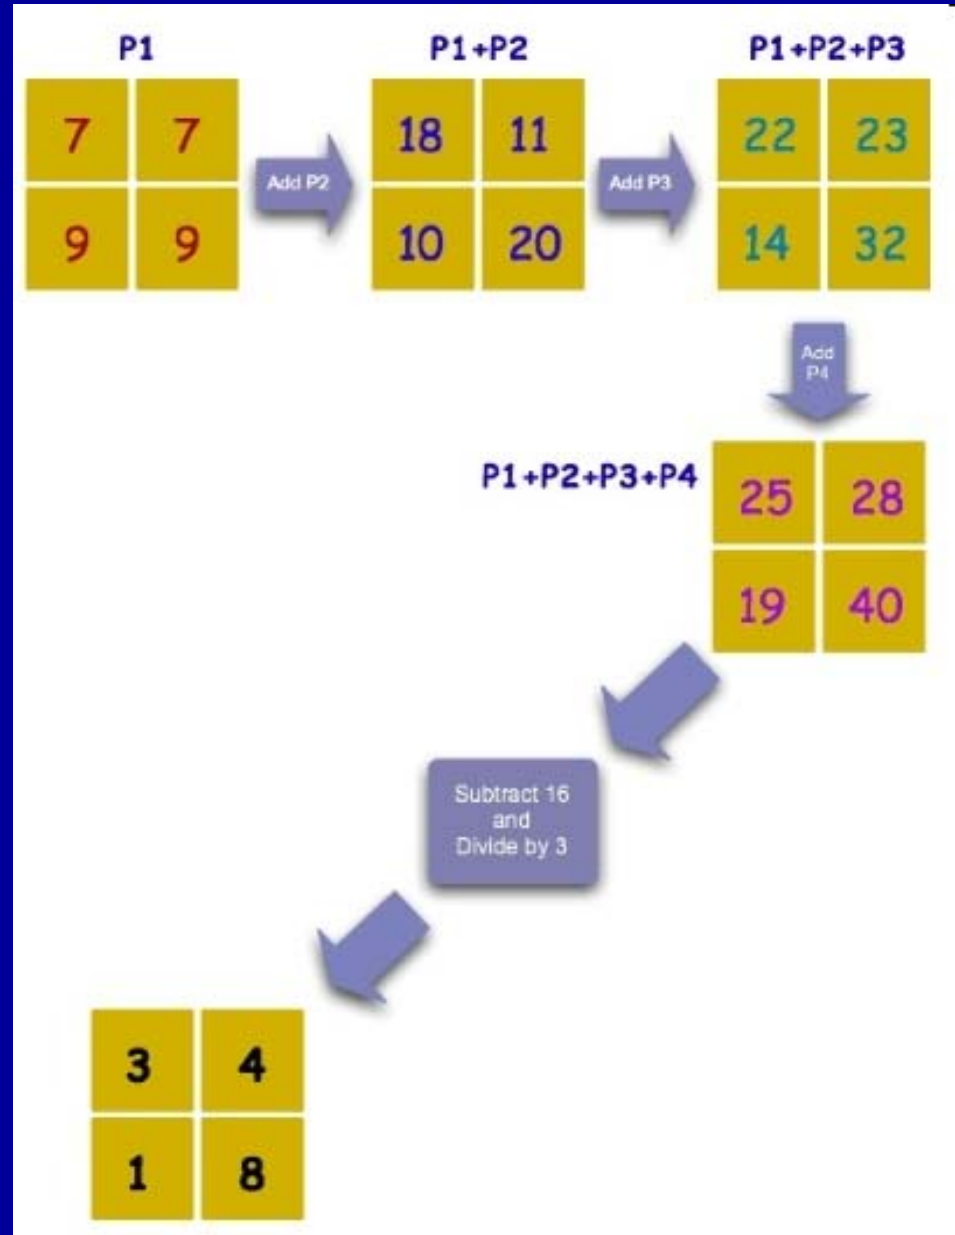 P1
P1+P2
P1+P2+P3
7 7
Add P2
18 11
Add P3
22 23
9 9
10 20
14 32
Add
P4
P1+P2+P3+P4
25 28
19 40
Subtract 16
and
Divide by 3
3 4
1 8